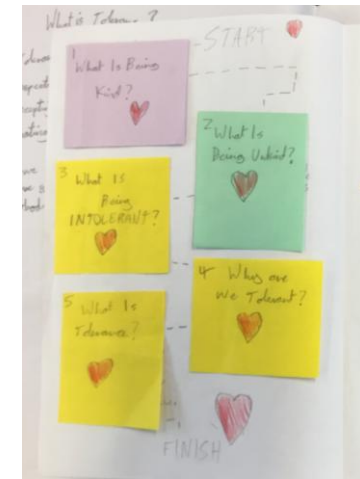 What is Tolerance?
START
1
What Is Being
Kind?
2
What Is
Being Unkind?
3
What Is
Being
INTOLERANT?
4 Why are
We Tolerant?
5
What Is
Tolerance?
FINISH